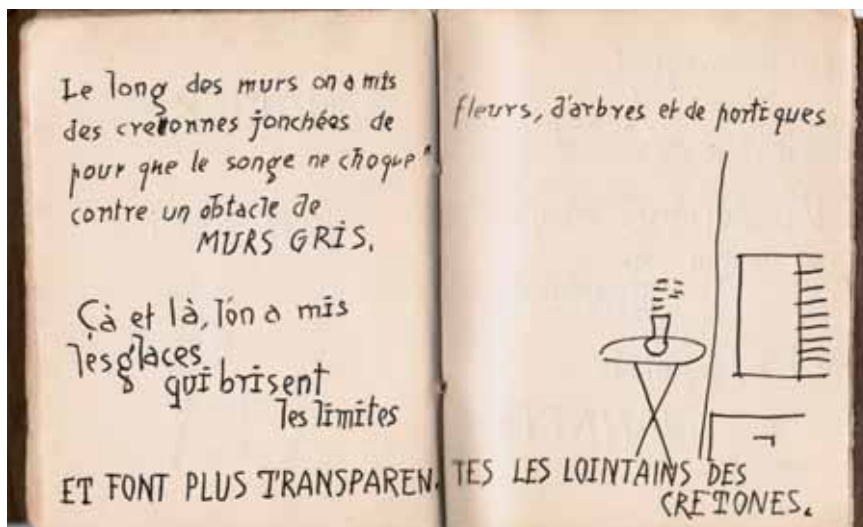 Le long des murs on a mis
des cretonnes jonchées de fleurs, d'arbres et de portiques
pour que le songe ne choque
contre un obtacle de
MURS GRIS.
Çà et là, l'on a mis
les glaces
qui brisent
les limites
ET FONT PLUS TRANSPAREN. TES LES LOINTAINS DES
CRETONES.